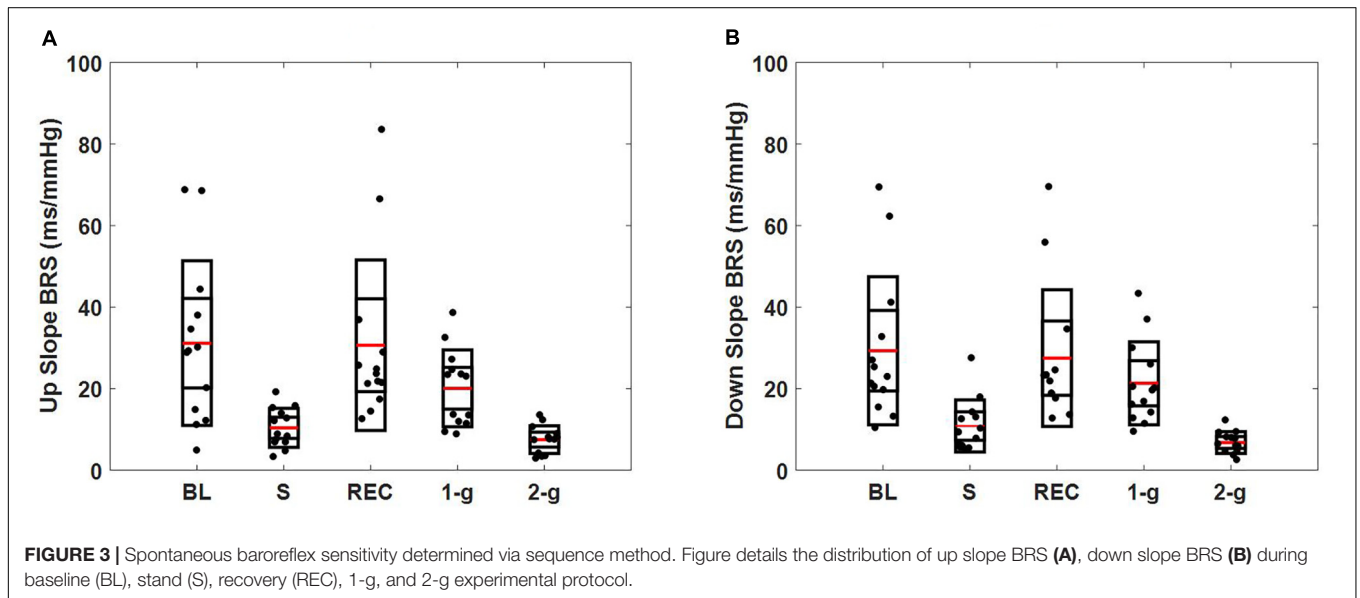 A
100
80
60
40
20
0
Up Slope BRS (ms/mmHg)
BL S REC 1-g 2-g
B
100
80
60
40
20
0
Down Slope BRS (ms/mmHg)
BL S REC 1-g 2-g
FIGURE 3 | Spontaneous baroreflex sensitivity determined via sequence method. Figure details the distribution of up slope BRS (A), down slope BRS (B) during
baseline (BL), stand (S), recovery (REC), 1-g, and 2-g experimental protocol.